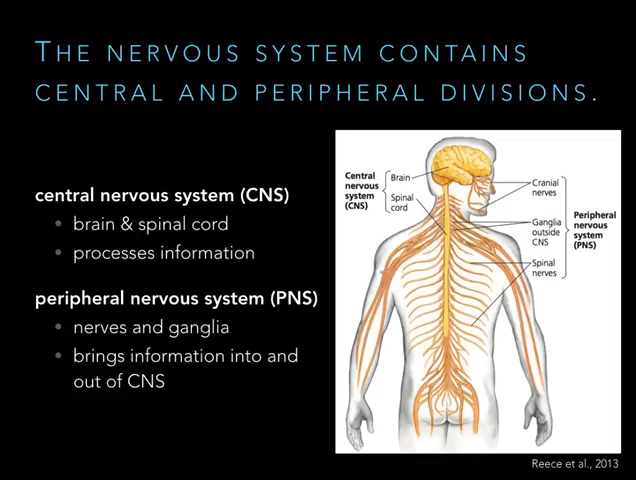 THE NERVOUS SYSTEM CONTAINS
CENTRAL AND PERIPHERAL DIVISIONS.
central nervous system (CNS)
• brain & spinal cord
• processes information
peripheral nervous system (PNS)
• nerves and ganglia
• brings information into and
out of CNS
Central
nervous
system
(CNS)
Brain
Spinal
cord
Cranial
nerves
Ganglia
outside
CNS
Spinal
nerves
Peripheral
nervous
system
(PNS)
Reece et al., 2013